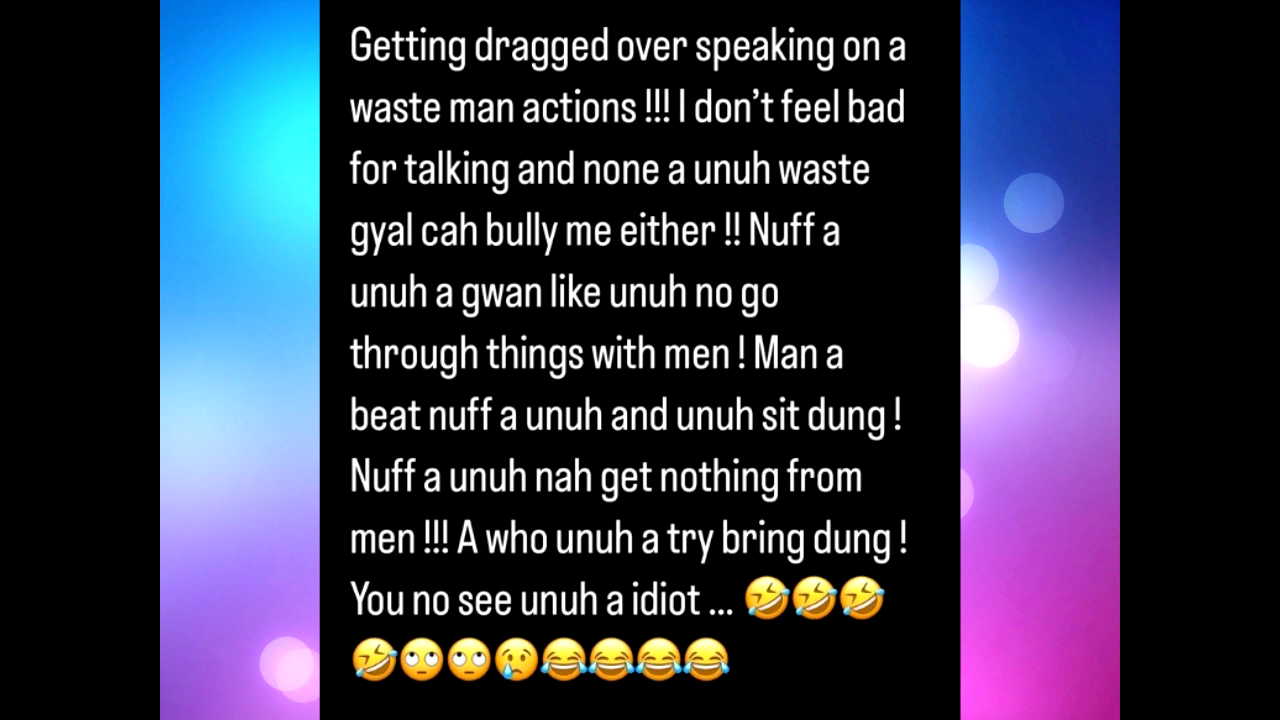 Getting dragged over speaking on a
waste man actions !!! I don’t feel bad
for talking and none a unuh waste
gyal cah bully me either !! Nuff a
unuh a gwan like unuh no go
through things with men ! Man a
beat nuff a unuh and unuh sit dung !
Nuff a unuh nah get nothing from
men !!! A who unuh a try bring dung !
You no see unuh a idiot ... 🤣🤣🤣
🤣🙄🙄😢😂😂😂😂